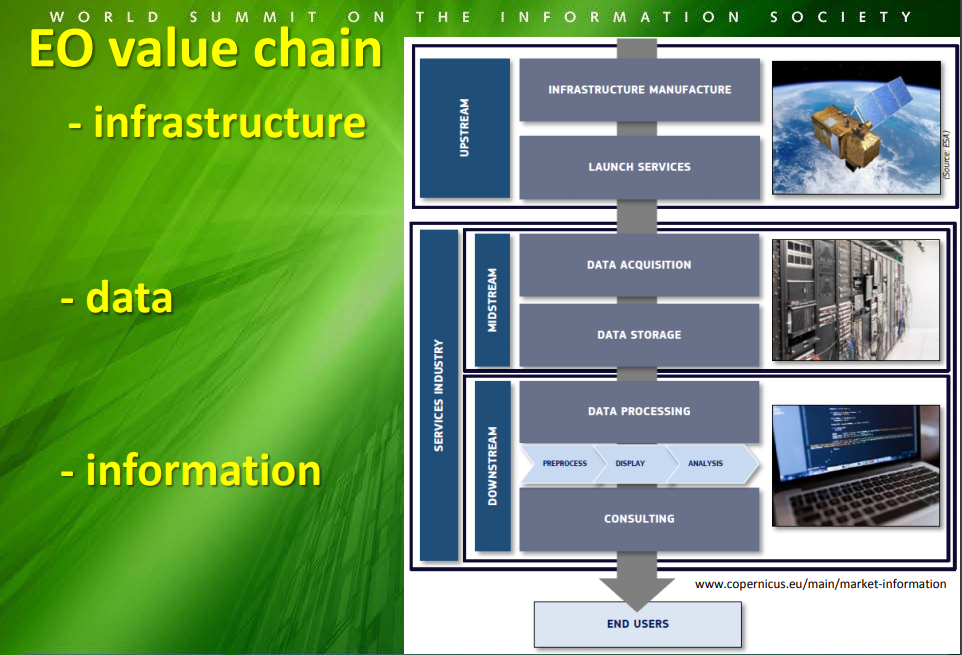 WORLD SUMMIT ON THE INFORMATION SOCIETY
EO value chain
- infrastructure
- data
- information
UPSTREAM
INFRASTRUCTURE MANUFACTURE
LAUNCH SERVICES
(Source: ESA)
SERVICES INDUSTRY
MIDSTREAM
DATA ACQUISITION
DATA STORAGE
DOWNSTREAM
DATA PROCESSING
PREPROCESS
DISPLAY
ANALYSIS
CONSULTING
www.copernicus.eu/main/market-information
END USERS